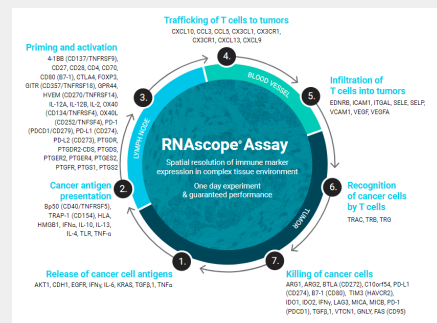 Trafficking of T cells to tumors
CXCL10, CCL3, CCL5, CX3CL1, CX3CR1,
CX3CR1, CXCL13, CXCL9
Priming and activation
4-1BB (CD137/TNFRSF9),
CD27, CD28, CD4, CD70,
CD80 (B7-1), CTLA4, FOXP3,
GITR (CD357/TNFRSF18), GPR44,
HVEM (CD270/TNFRSF14),
IL-12A, IL-12B, IL-2, OX40
(CD134/TNFRSF4), OX40L
(CD252/TNFRSF4), PD-1
(PDCD1/CD279), PD-L1 (CD274),
PD-L2 (CD273), PTGDR,
PTGDR2-CDS, PTGDS,
PTGER2, PTGER4, PTGES2,
PTGFR, PTGS1, PTGS2
4.
BLOOD VESSEL
3.
LYMPH NODE
5.
Infiltration of
T cells into tumors
EDNRB, ICAM1, ITGAL, SELE, SELP,
VCAM1, VEGF, VEGFA
RNAscope® Assay
Spatial resolution of immune marker
expression in complex tissue environment
One day experiment
& guaranteed performance
Cancer antigen
presentation
Bp50 (CD40/TNFRSF5),
TRAP-1 (CD154), HLA,
HMGB1, IFNα, IL-10, IL-13,
IL-4, TLR, TNF-α
2.
6.
Recognition
of cancer cells
by T cells
TRAC, TRB, TRG
TUMOR
1.
Release of cancer cell antigens
AKT1, CDH1, EGFR, IFNγ, IL-6, KRAS, TGFβ,1, TNFα
7.
Killing of cancer cells
ARG1, ARG2, BTLA (CD272), C10orf54, PD-L1
(CD274), B7-1 (CD80), TIM3 (HAVCR2),
IDO1, IDO2, IFNγ, LAG3, MICA, MICB, PD-1
(PDCD1), TGFβ,1, VTCN1, GNLY, FAS (CD95)